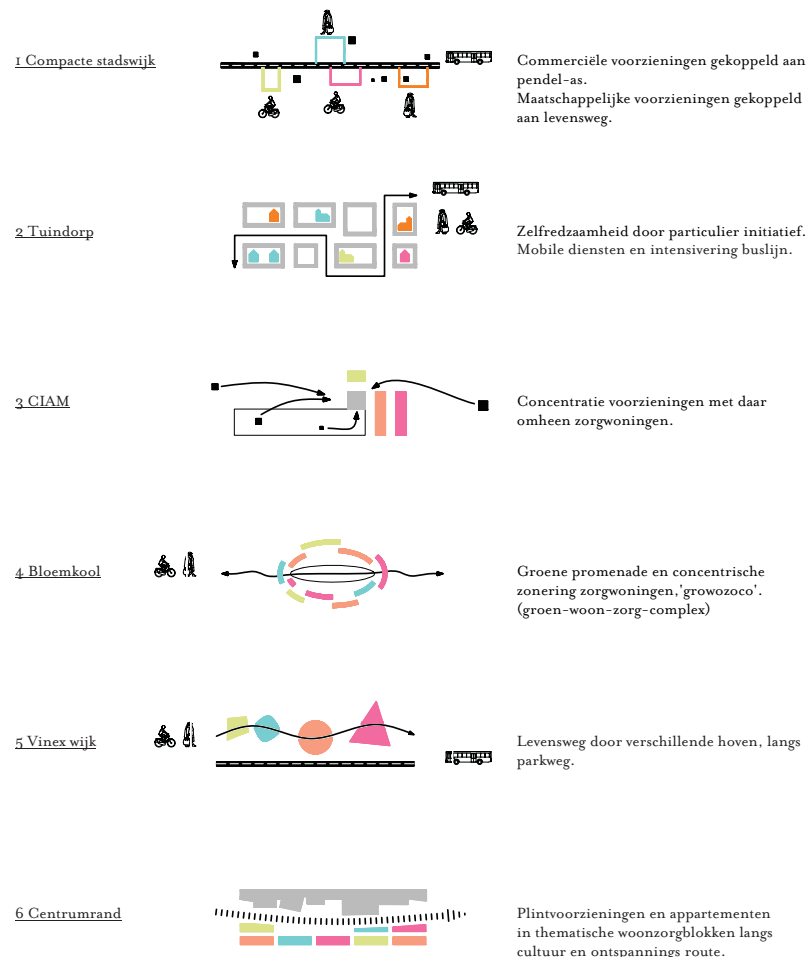 1 Compacte stadswijk
Commerciële voorzieningen gekoppeld aan
pendel-as.
Maatschappelijke voorzieningen gekoppeld
aan levensweg.
2 Tuindorp
Zelfredzaamheid door particulier initiatief.
Mobile diensten en intensivering buslijn.
3 CIAM
Concentratie voorzieningen met daar
omheen zorgwoningen.
4 Bloemkool
Groene promenade en concentrische
zonering zorgwoningen,'growozoco'.
(groen-woon-zorg-complex)
5 Vinex wijk
Levensweg door verschillende hoven, langs
parkweg.
6 Centrumrand
Plintvoorzieningen en appartementen
in thematische woonzorgblokken langs
cultuur en ontspannings route.